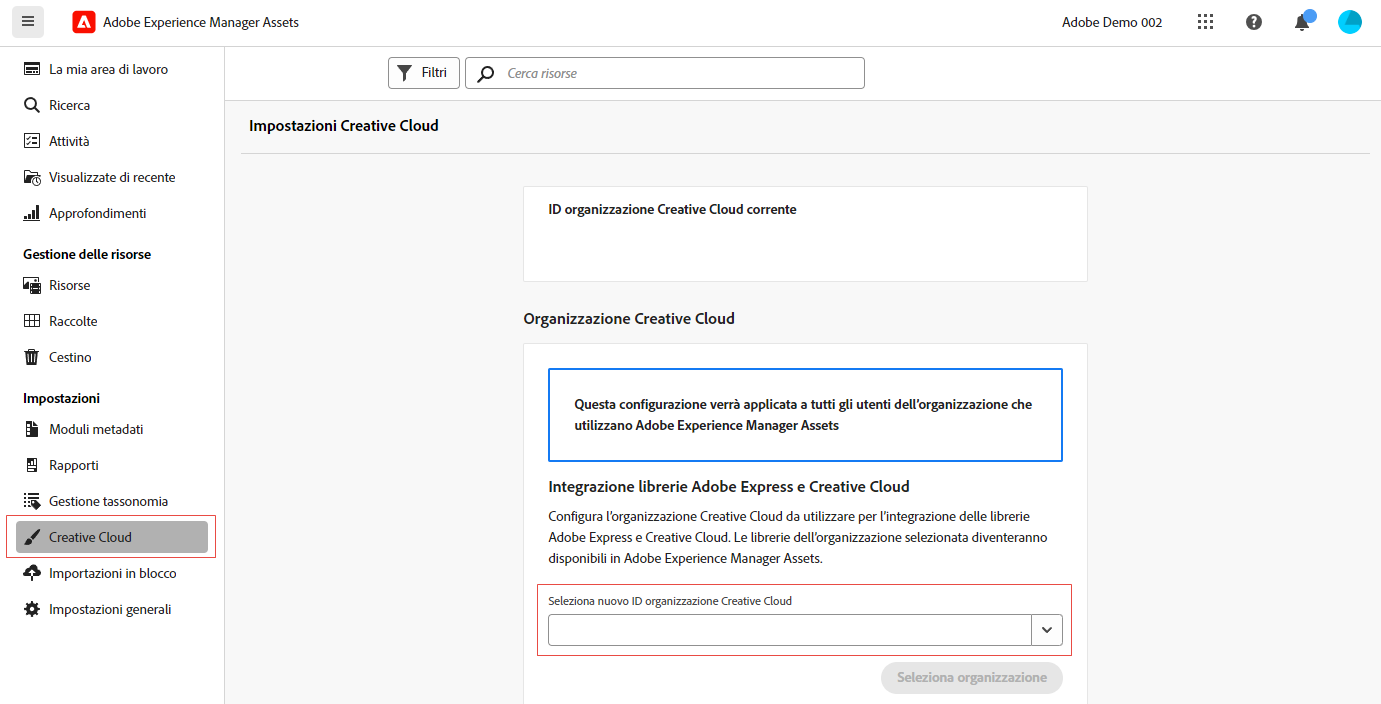 Adobe Experience Manager Assets
Adobe Demo 002
La mia area di lavoro
Ricerca
Attività
Visualizzate di recente
Approfondimenti
Gestione delle risorse
Risorse
Raccolte
Cestino
Impostazioni
Moduli metadati
Rapporti
Gestione tassonomia
Creative Cloud
Importazioni in blocco
Impostazioni generali
Filtri
Cerca risorse
Impostazioni Creative Cloud
ID organizzazione Creative Cloud corrente
Organizzazione Creative Cloud
Questa configurazione verrà applicata a tutti gli utenti dell’organizzazione che
utilizzano Adobe Experience Manager Assets
Integrazione librerie Adobe Express e Creative Cloud
Configura l’organizzazione Creative Cloud da utilizzare per l’integrazione delle librerie
Adobe Express e Creative Cloud. Le librerie dell’organizzazione selezionata diventeranno
disponibili in Adobe Experience Manager Assets.
Seleziona nuovo ID organizzazione Creative Cloud
Seleziona organizzazione